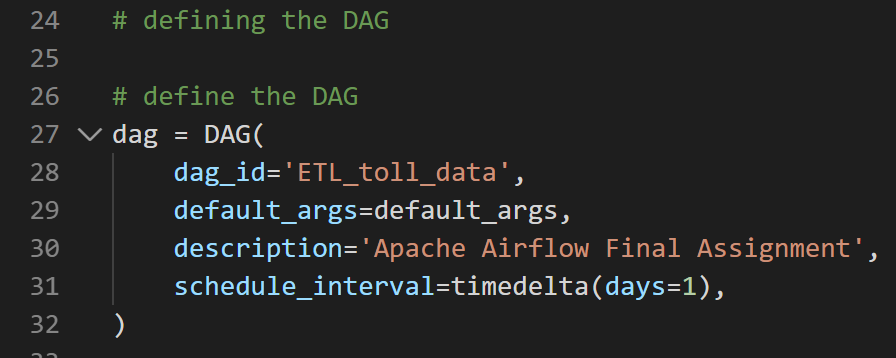 24 # defining the DAG
25
26 # define the DAG
27 dag = DAG(
28     dag_id='ETL_toll_data',
29     default_args=default_args,
30     description='Apache Airflow Final Assignment',
31     schedule_interval=timedelta(days=1),
32 )